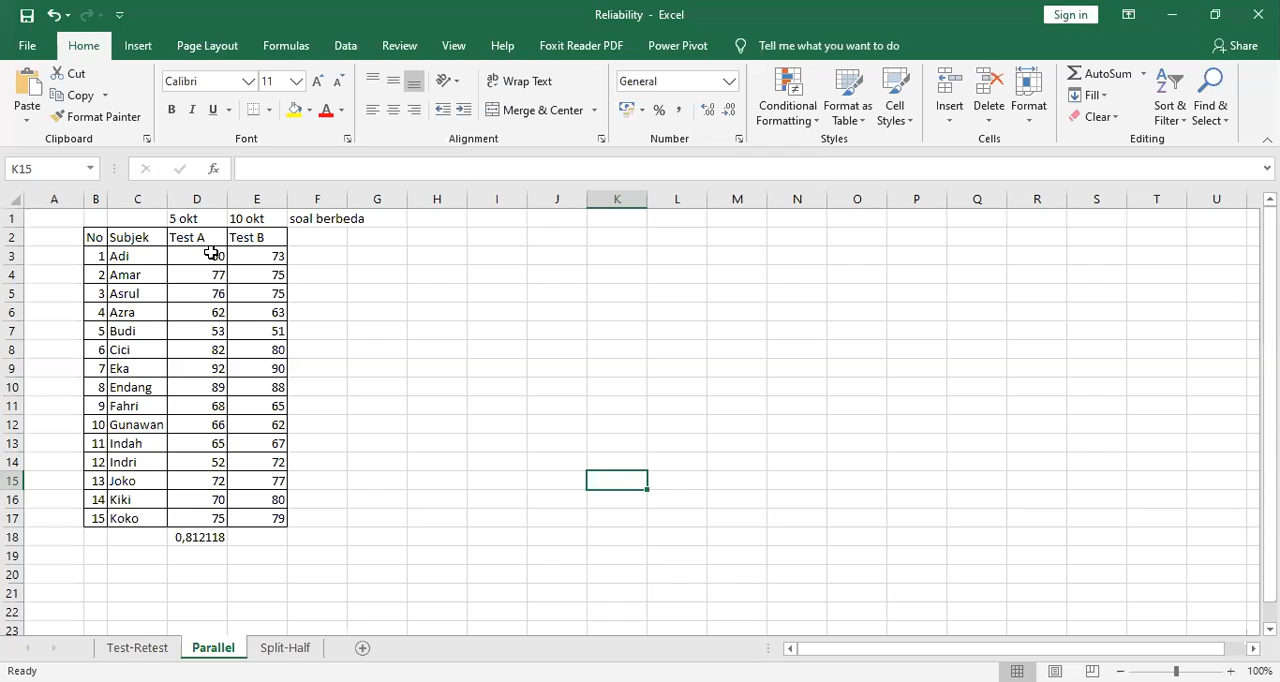 Reliability - Excel
Sign in
File Home Insert Page Layout Formulas Data Review View Help Foxit Reader PDF Power Pivot Tell me what you want to do Share
Paste
Cut
Copy
Format Painter
Clipboard
Calibri 11
B I U
Font
Wrap Text
Merge & Center
Alignment
General
Number
Conditional Formatting
Format as Table
Cell Styles
Styles
Insert Delete Format
Cells
AutoSum
Fill
Clear
Sort & Filter
Find & Select
Editing
K15
fx
A B C D E F G H I J K L M N O P Q R S T U
1 5 okt 10 okt soal berbeda
2 No Subjek Test A Test B
3 1 Adi 73
4 2 Amar 77 75
5 3 Asrul 76 75
6 4 Azra 62 63
7 5 Budi 53 51
8 6 Cici 82 80
9 7 Eka 92 90
10 8 Endang 89 88
11 9 Fahri 68 65
12 10 Gunawan 66 62
13 11 Indah 65 67
14 12 Indri 52 72
15 13 Joko 72 77
16 14 Kiki 70 80
17 15 Koko 75 79
18 0,812118
19
20
21
22
23
Test-Retest Parallel Split-Half
Ready
100%